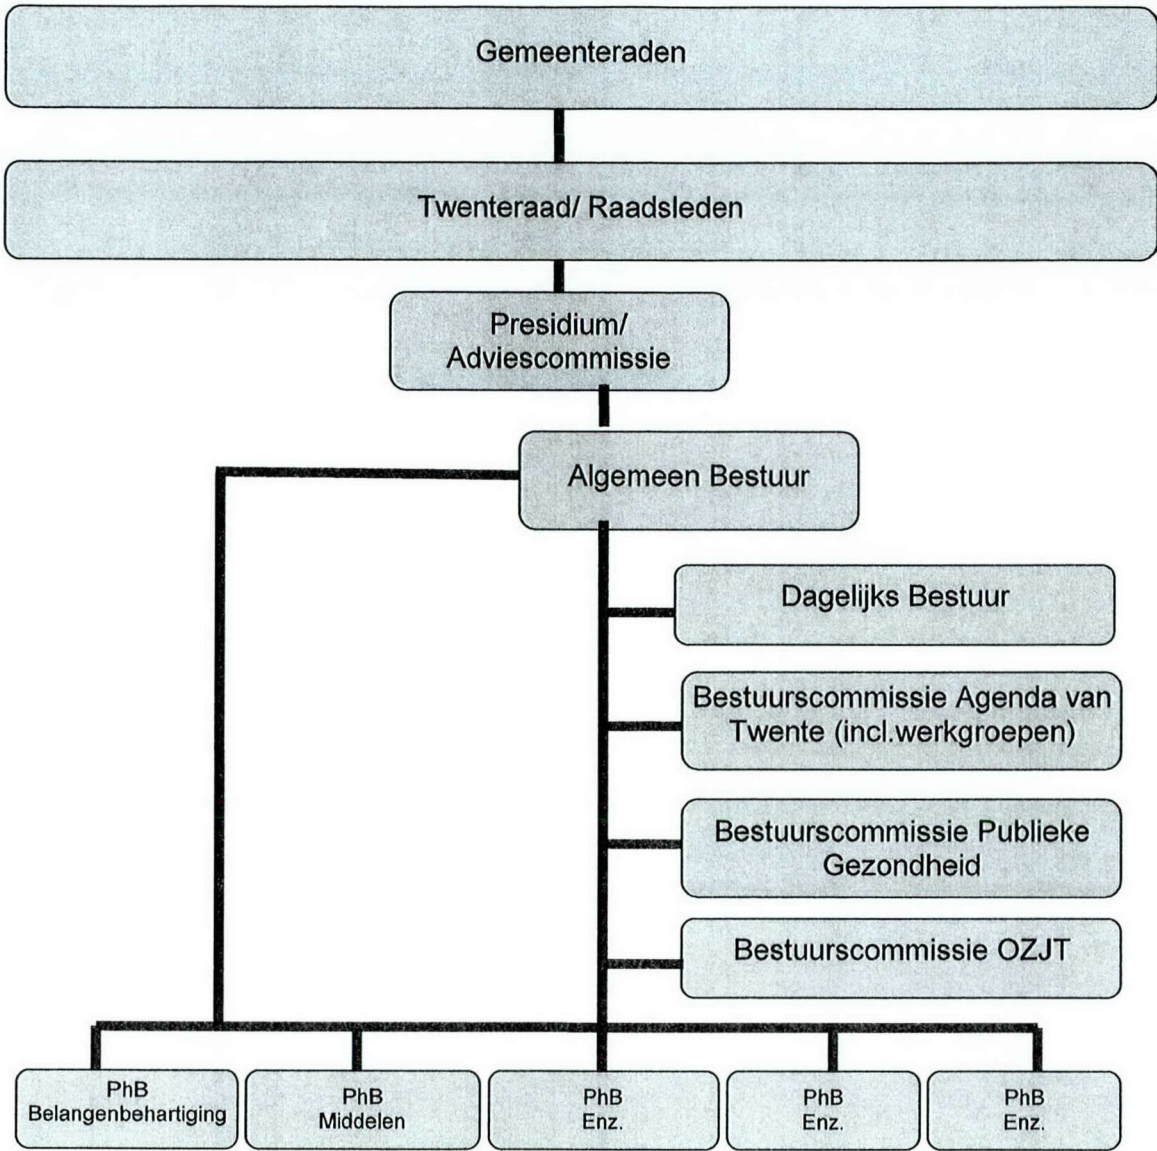 Gemeenteraden
Twenteraad/ Raadsleden
Presidium/
Adviescommissie
Algemeen Bestuur
Dagelijks Bestuur
Bestuurscommissie Agenda van
Twente (incl.werkgroepen)
Bestuurscommissie Publieke
Gezondheid
Bestuurscommissie OZJT
PhB
Belangenbehartiging
PhB
Middelen
PhB
Enz.
PhB
Enz.
PhB
Enz.